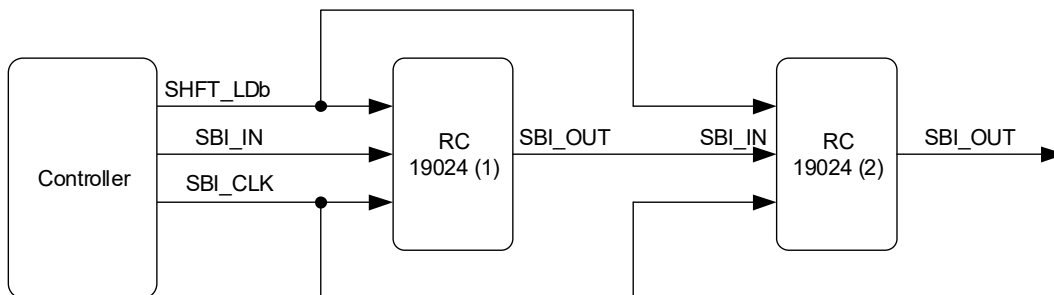 SHFT_LDb
SBI_IN
SBI_CLK
Controller
RC
19024 (1)
SBI_OUT
SBI_IN
RC
19024 (2)
SBI_OUT